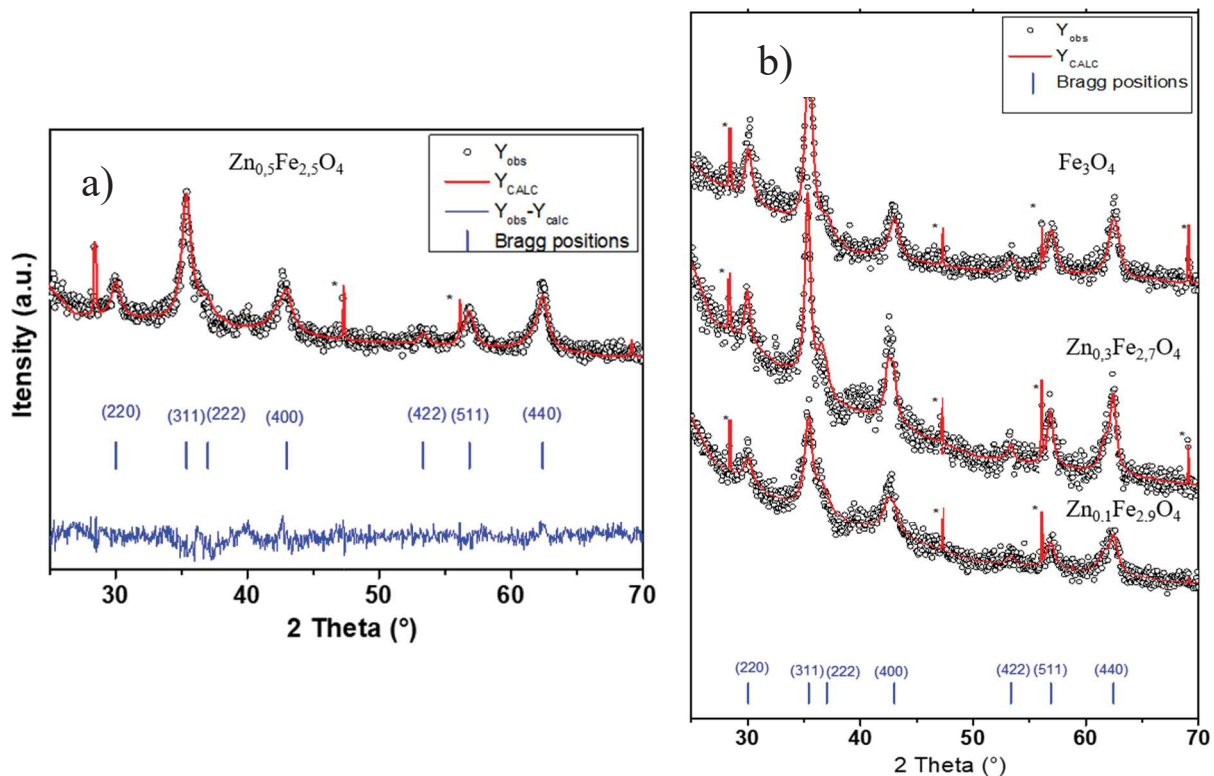 a)
Zn0,5Fe2,5O4
Yobs
YCALC
Yobs-Ycalc
Bragg positions
*
*
(220)
(311)
(222)
(400)
(422)
(511)
(440)
Itensity (a.u.)
30
40
50
60
70
2 Theta (°)
b)
Yobs
YCALC
Bragg positions
*
*
*
*
Fe3O4
*
*
*
*
Zn0,3Fe2,7O4
*
*
*
Zn0.1Fe2.9O4
(220)
(311)
(222)
(400)
(422)
(511)
(440)
30
40
50
60
70
2 Theta (°)